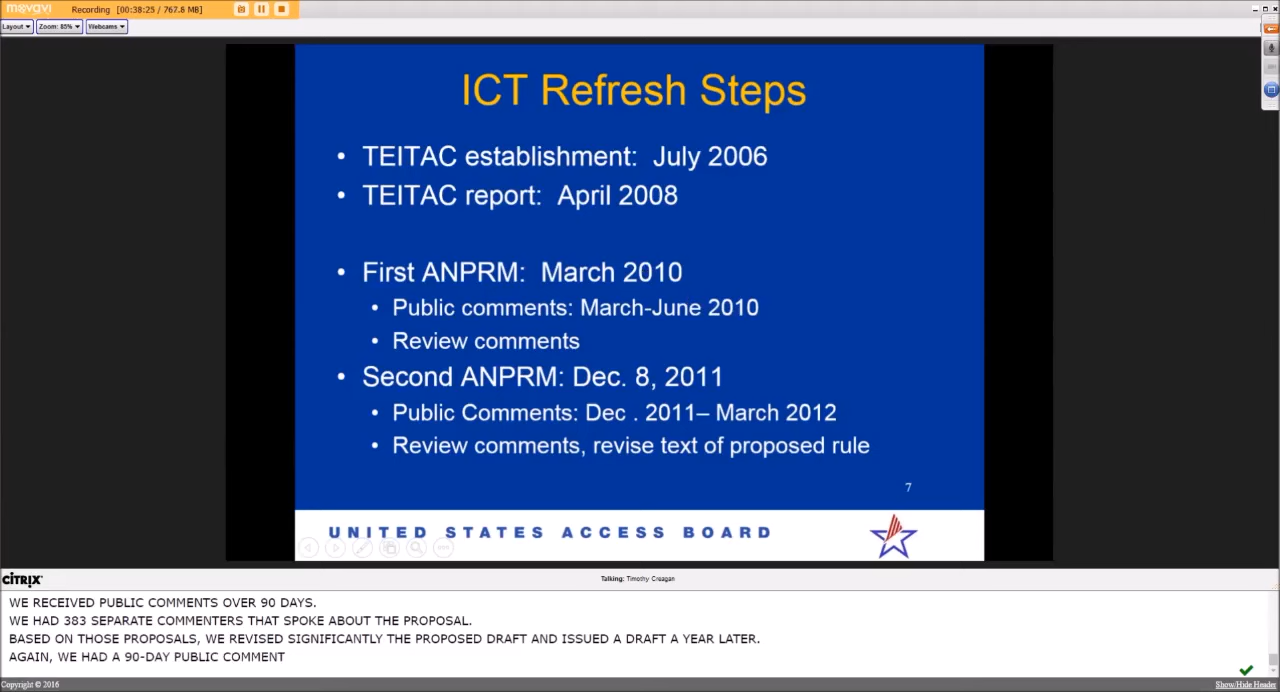 movavi Recording [00:38:25 / 767.8 MB]
Layout Zoom: 85% Webcams
ICT Refresh Steps
• TEITAC establishment: July 2006
• TEITAC report: April 2008
• First ANPRM: March 2010
• Public comments: March-June 2010
• Review comments
• Second ANPRM: Dec. 8, 2011
• Public Comments: Dec . 2011– March 2012
• Review comments, revise text of proposed rule
7
UNITED STATES ACCESS BOARD
CITRIX Talking: Timothy Creagan
WE RECEIVED PUBLIC COMMENTS OVER 90 DAYS.
WE HAD 383 SEPARATE COMMENTERS THAT SPOKE ABOUT THE PROPOSAL.
BASED ON THOSE PROPOSALS, WE REVISED SIGNIFICANTLY THE PROPOSED DRAFT AND ISSUED A DRAFT A YEAR LATER.
AGAIN, WE HAD A 90-DAY PUBLIC COMMENT
Copyright © 2016 Show/Hide Header